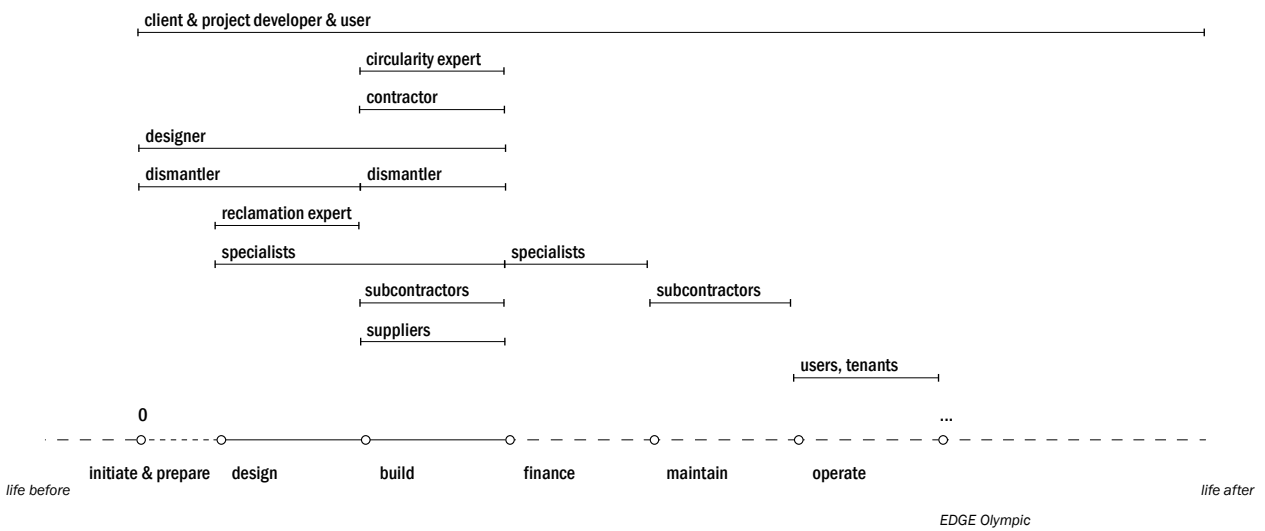 client & project developer & user
circularity expert
contractor
designer
dismantler dismantler
reclamation expert
specialists specialists
subcontractors subcontractors
suppliers
users, tenants
0 ...
initiate & prepare design build finance maintain operate
life before life after
EDGE Olympic